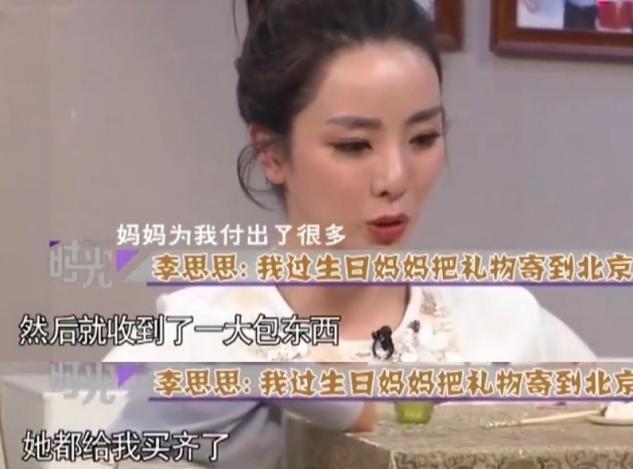 妈妈为我付出了很多
时光
李思思:我过生日妈妈把礼物寄到北京
然后就收到了一大包东西
时光
李思思:我过生日妈妈把礼物寄到北京
她都给我买齐了